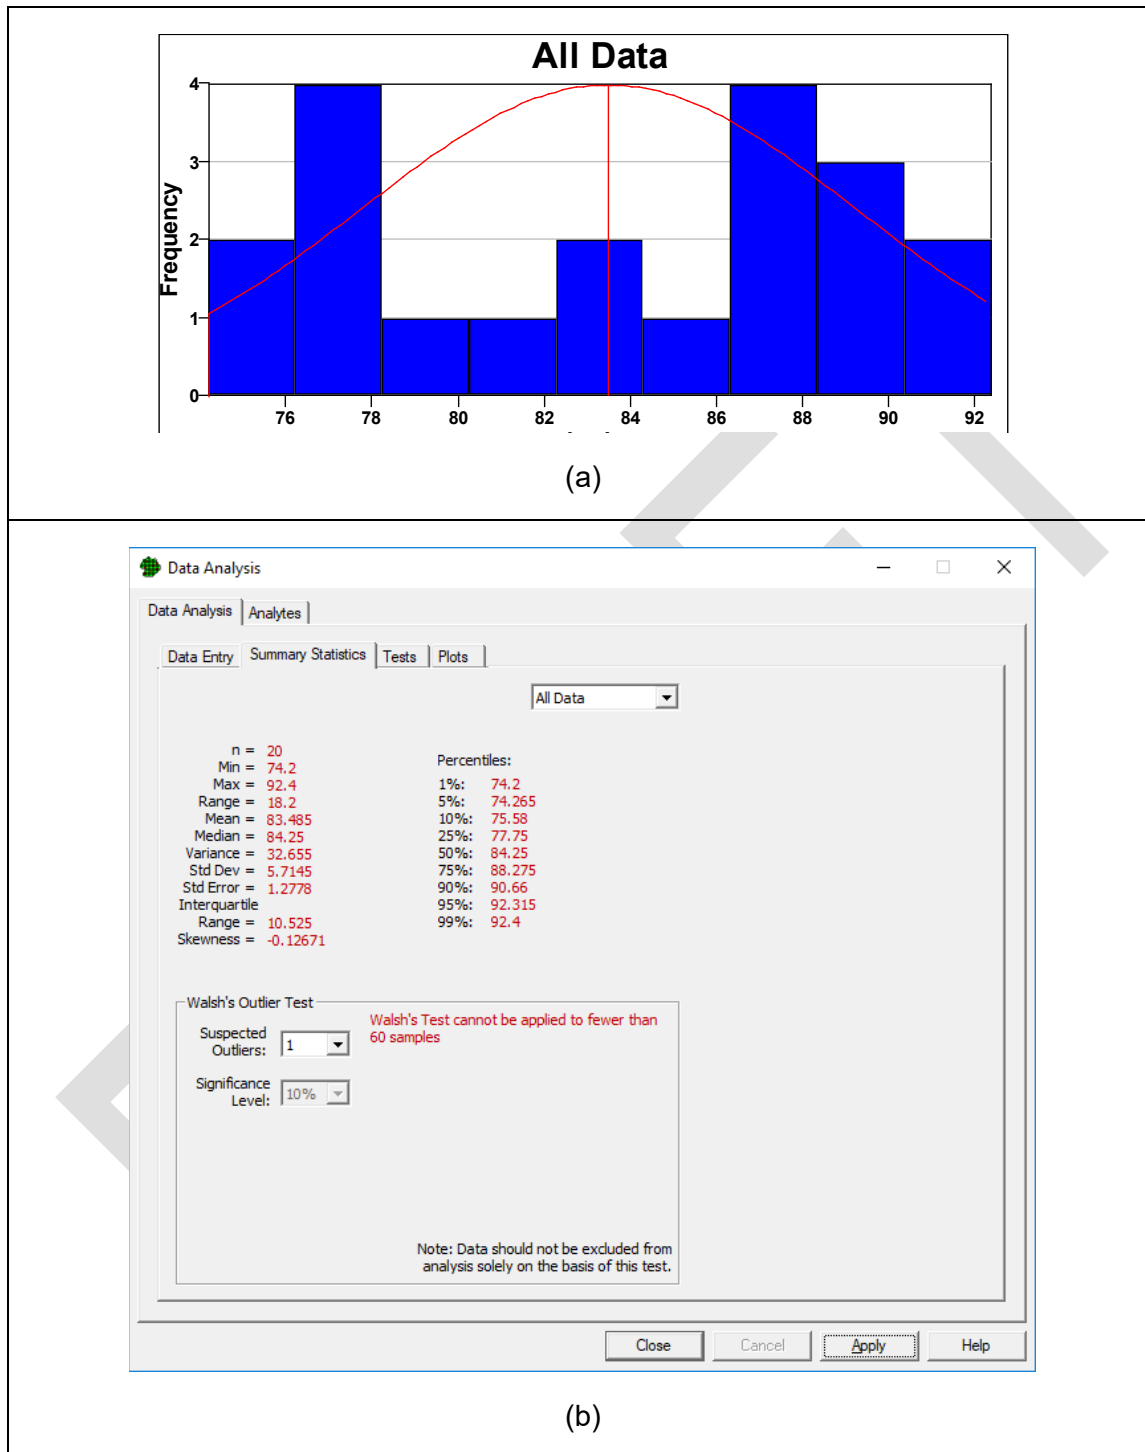 All Data
Frequency
4
3
2
1
0
76 78 80 82 84 86 88 90 92
(a)
Data Analysis
Data Analysis Analytes
Data Entry Summary Statistics Tests Plots
All Data
n = 20
Min = 74.2
Max = 92.4
Range = 18.2
Mean = 83.485
Median = 84.25
Variance = 32.655
Std Dev = 5.7145
Std Error = 1.2778
Interquartile
Range = 10.525
Skewness = -0.12671
Percentiles:
1%: 74.2
5%: 74.265
10%: 75.58
25%: 77.75
50%: 84.25
75%: 88.275
90%: 90.66
95%: 92.315
99%: 92.4
Walsh's Outlier Test
Suspected
Outliers: 1
Walsh's Test cannot be applied to fewer than
60 samples
Significance
Level: 10%
Note: Data should not be excluded from
analysis solely on the basis of this test.
Close Cancel Apply Help
(b)